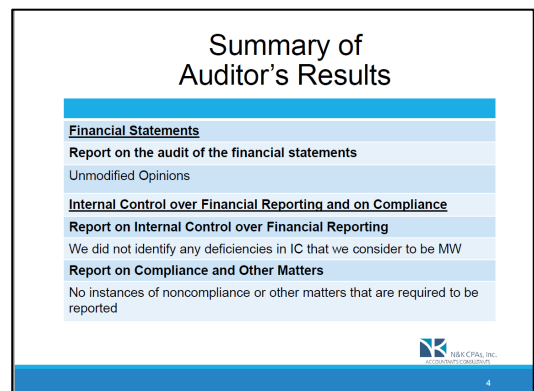 Summary of
Auditor's Results
Financial Statements
Report on the audit of the financial statements
Unmodified Opinions
Internal Control over Financial Reporting and on Compliance
Report on Internal Control over Financial Reporting
We did not identify any deficiencies in IC that we consider to be MW
Report on Compliance and Other Matters
No instances of noncompliance or other matters that are required to be
reported
N&K CPAs, Inc.
ACCOUNTANTS|CONSULTANTS
4